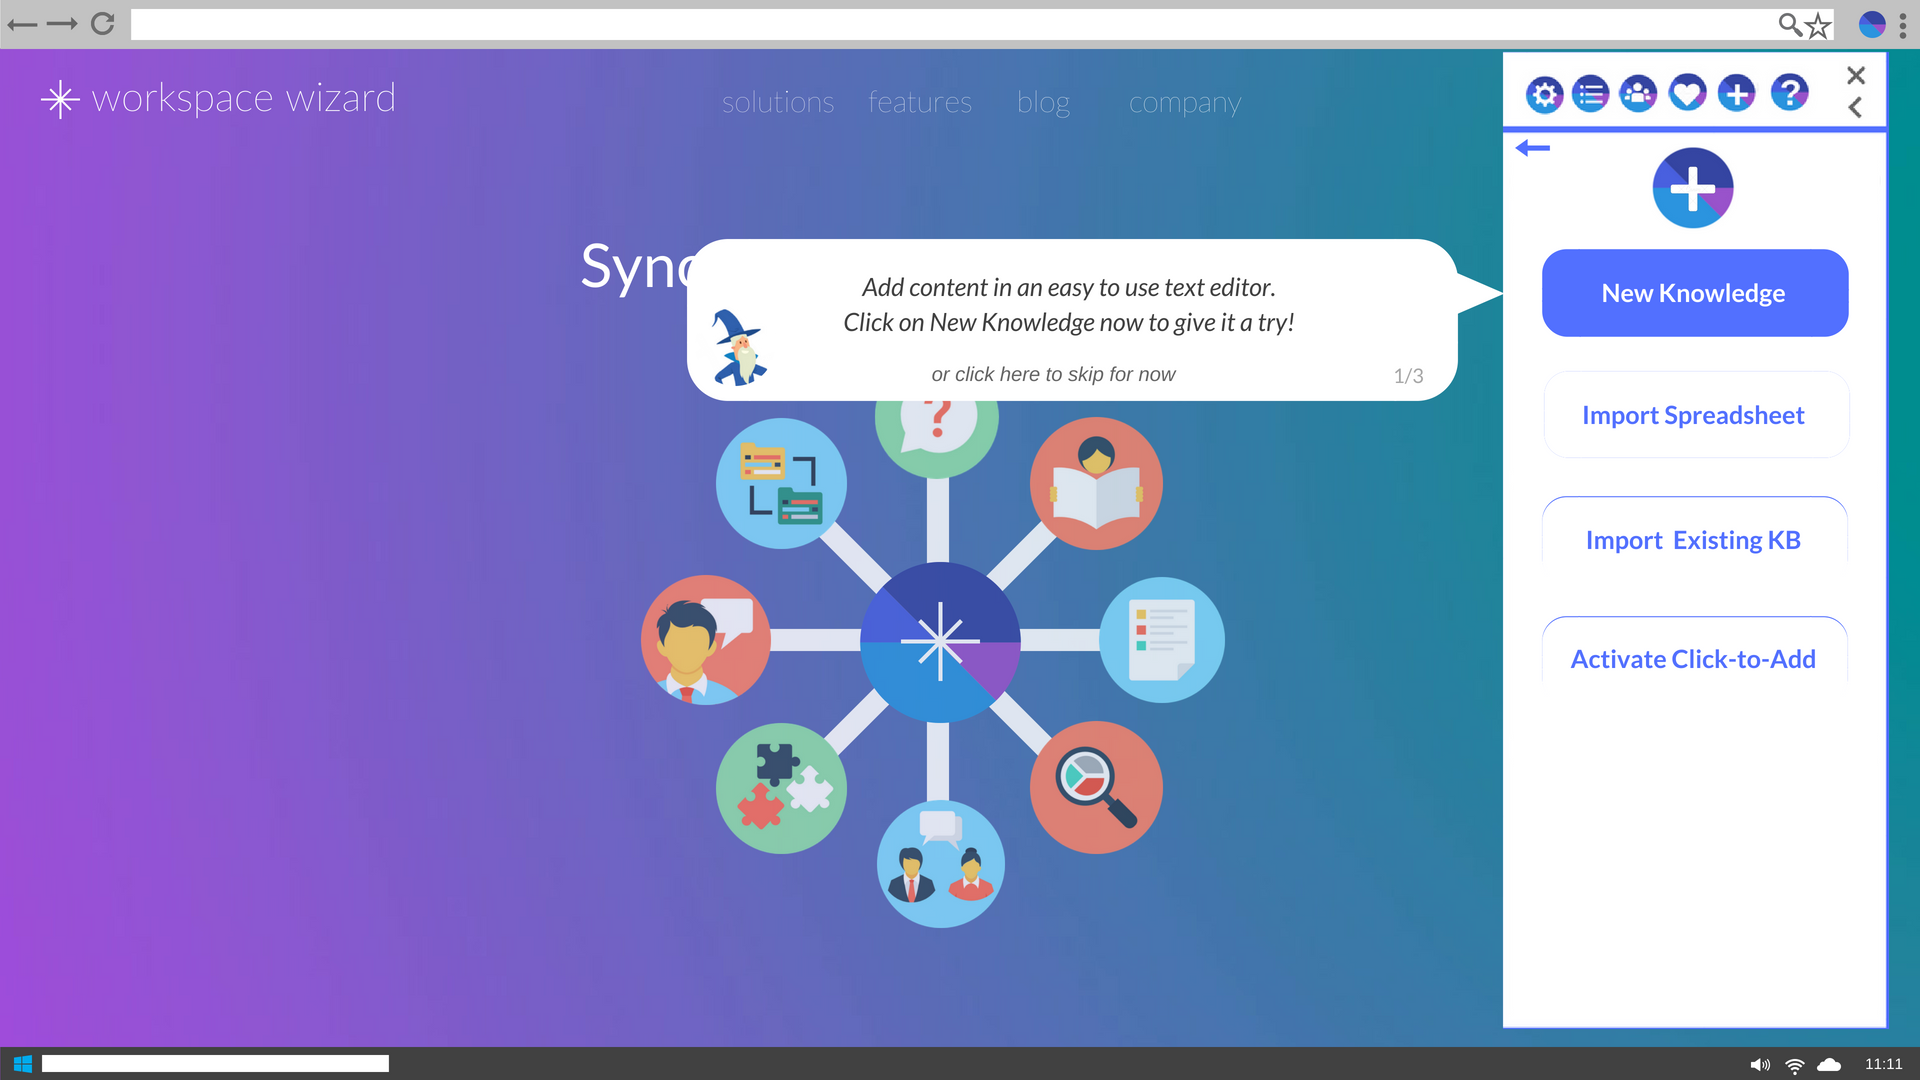 workspace wizard
solutions
features
blog
company
Add content in an easy to use text editor.
Click on New Knowledge now to give it a try!
or click here to skip for now
1/3
New Knowledge
Import Spreadsheet
Import Existing KB
Activate Click-to-Add
11:11